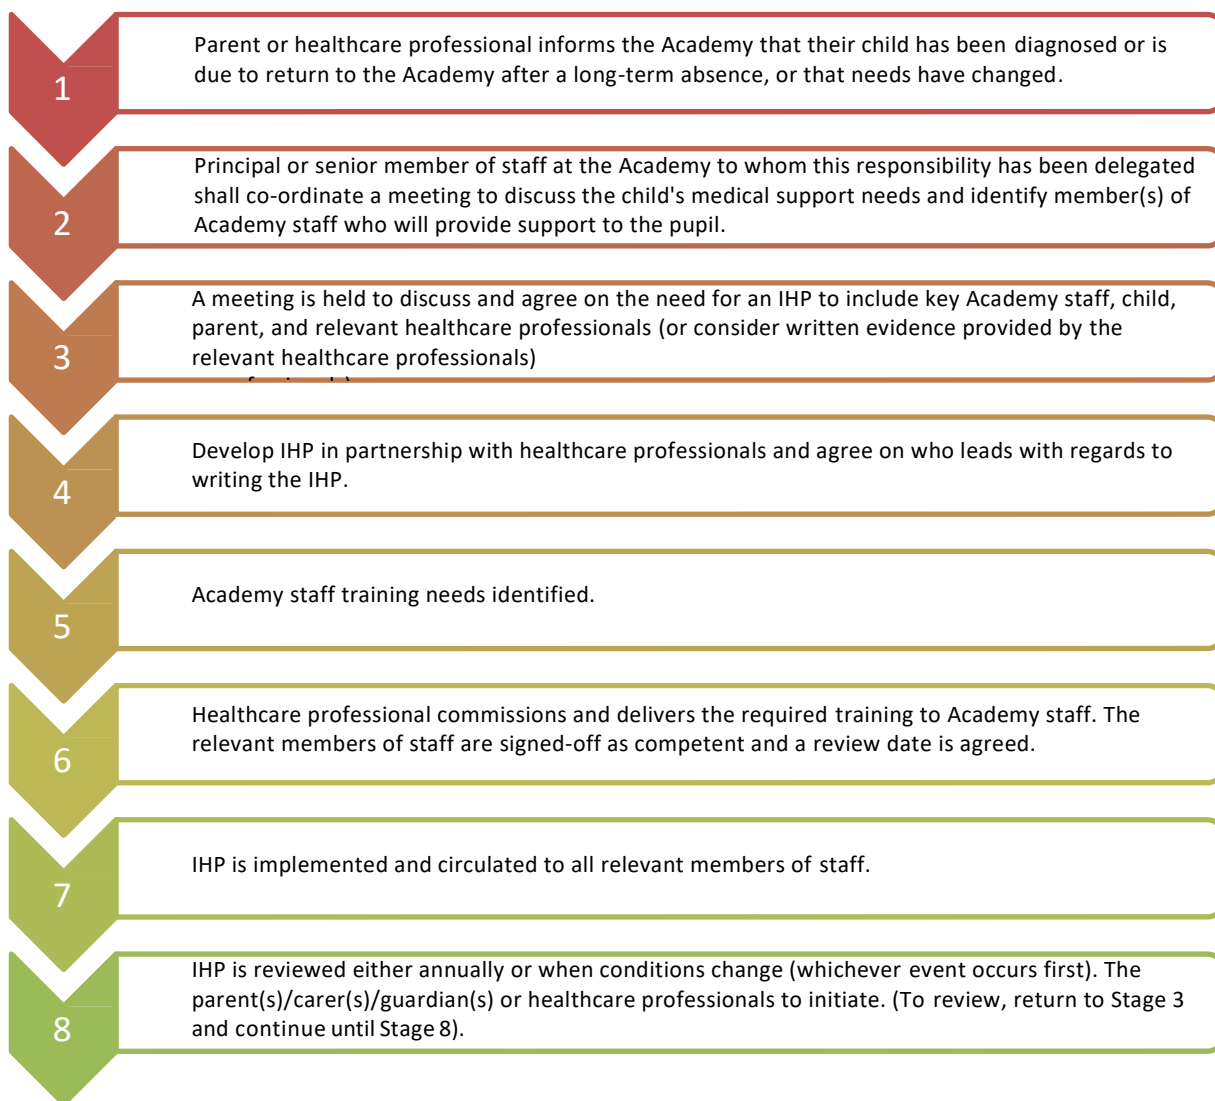 1
Parent or healthcare professional informs the Academy that their child has been diagnosed or is
due to return to the Academy after a long-term absence, or that needs have changed.
2
Principal or senior member of staff at the Academy to whom this responsibility has been delegated
shall co-ordinate a meeting to discuss the child's medical support needs and identify member(s) of
Academy staff who will provide support to the pupil.
3
A meeting is held to discuss and agree on the need for an IHP to include key Academy staff, child,
parent, and relevant healthcare professionals (or consider written evidence provided by the
relevant healthcare professionals)
4
Develop IHP in partnership with healthcare professionals and agree on who leads with regards to
writing the IHP.
5
Academy staff training needs identified.
6
Healthcare professional commissions and delivers the required training to Academy staff. The
relevant members of staff are signed-off as competent and a review date is agreed.
7
IHP is implemented and circulated to all relevant members of staff.
8
IHP is reviewed either annually or when conditions change (whichever event occurs first). The
parent(s)/carer(s)/guardian(s) or healthcare professionals to initiate. (To review, return to Stage 3
and continue until Stage 8).